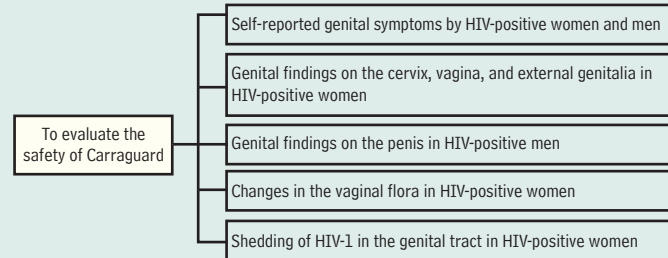 Self-reported genital symptoms by HIV-positive women and men
Genital findings on the cervix, vagina, and external genitalia in
HIV-positive women
To evaluate the
safety of Carraguard
Genital findings on the penis in HIV-positive men
Changes in the vaginal flora in HIV-positive women
Shedding of HIV-1 in the genital tract in HIV-positive women